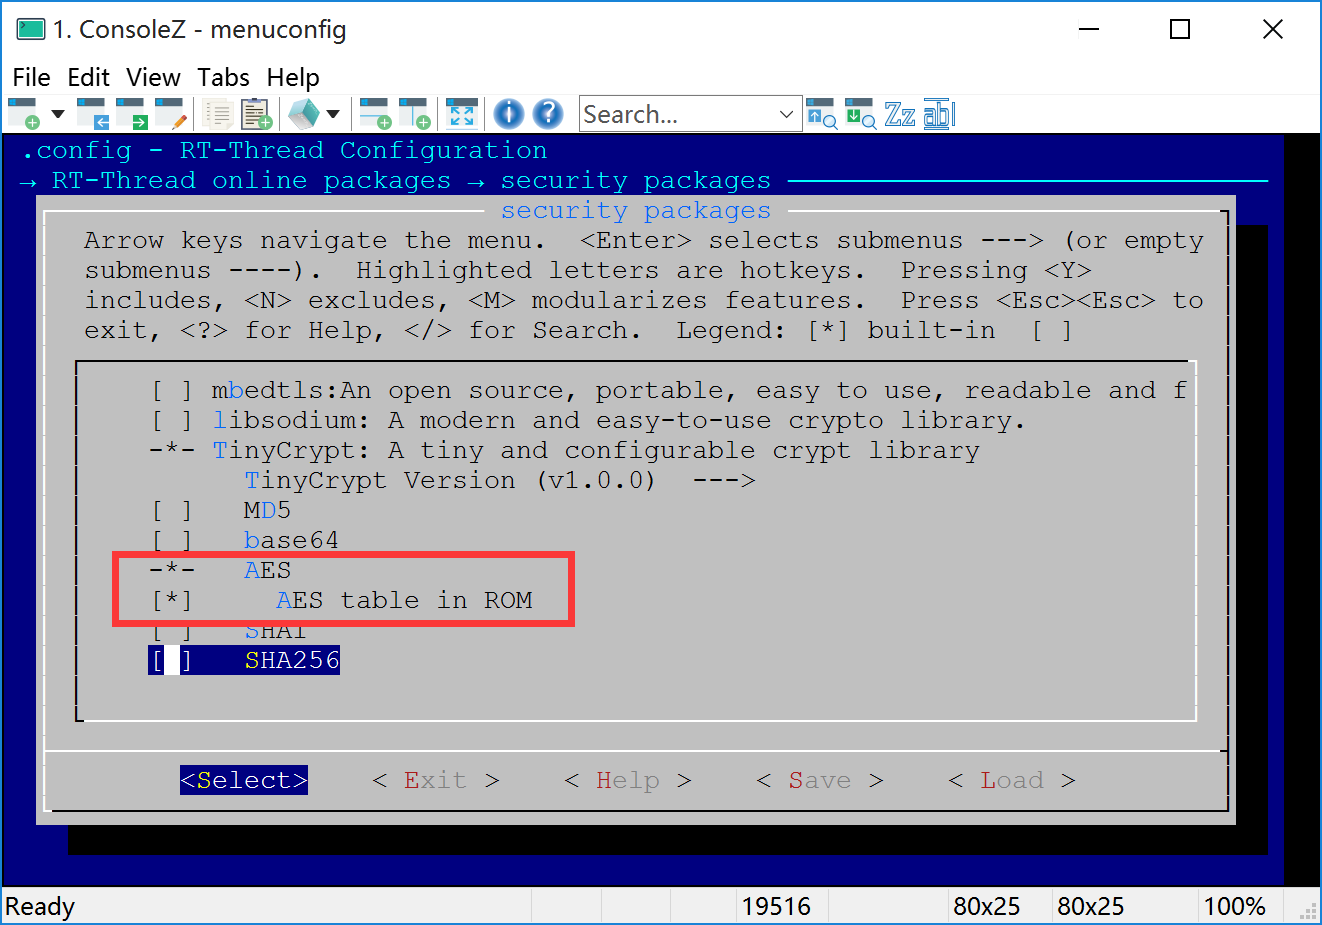 1. ConsoleZ - menuconfig
File Edit View Tabs Help
Search...
Zz
abl
.config - RT-Thread Configuration
→ RT-Thread online packages → security packages
security packages
Arrow keys navigate the menu.  <Enter> selects submenus ---> (or empty
submenus ----).  Highlighted letters are hotkeys.  Pressing <Y>
includes, <N> excludes, <M> modularizes features.  Press <Esc><Esc> to
exit, <?> for Help, </> for Search.  Legend: [*] built-in  [ ]
[ ] mbedtls:An open source, portable, easy to use, readable and f
[ ] libsodium: A modern and easy-to-use crypto library.
-*- TinyCrypt: A tiny and configurable crypt library
TinyCrypt Version (v1.0.0)  --->
[ ]   MD5
[ ]   base64
-*-   AES
[*]     AES table in ROM
[ ]   SHA1
[ ]   SHA256
<Select>    < Exit >    < Help >    < Save >    < Load >
Ready 19516 80x25 80x25 100%